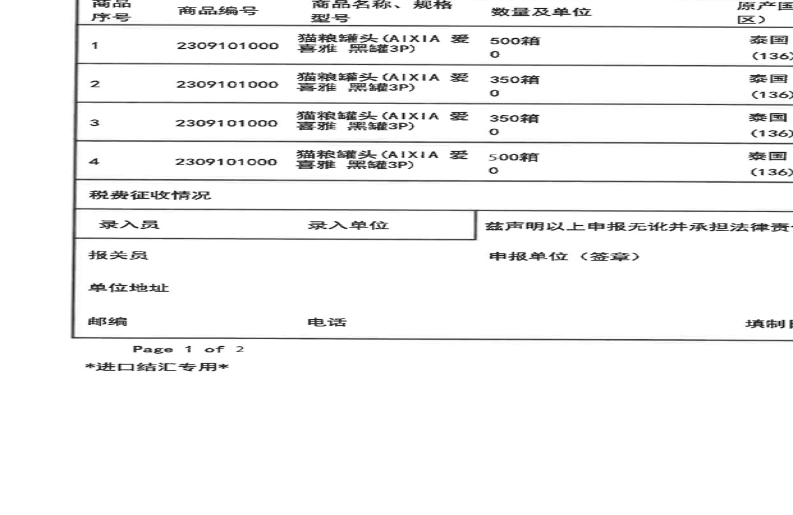 商品 商品编号 商品名称、规格 数量及单位 原产国
序号 型号 区）
1 2309101000 猫粮罐头(AIXIA 爱 500箱 泰国
喜雅 黑罐3P) 0 (136)
2 2309101000 猫粮罐头(AIXIA 爱 350箱 泰国
喜雅 黑罐3P) 0 (136)
3 2309101000 猫粮罐头(AIXIA 爱 350箱 泰国
喜雅 黑罐3P) 0 (136)
4 2309101000 猫粮罐头(AIXIA 爱 500箱 泰国
喜雅 黑罐3P) 0 (136)
税费征收情况
录入员 录入单位 兹声明以上申报无讹并承担法律责
报关员 申报单位（签章）
单位地址
邮编 电话 填制
Page 1 of 2
*进口结汇专用*